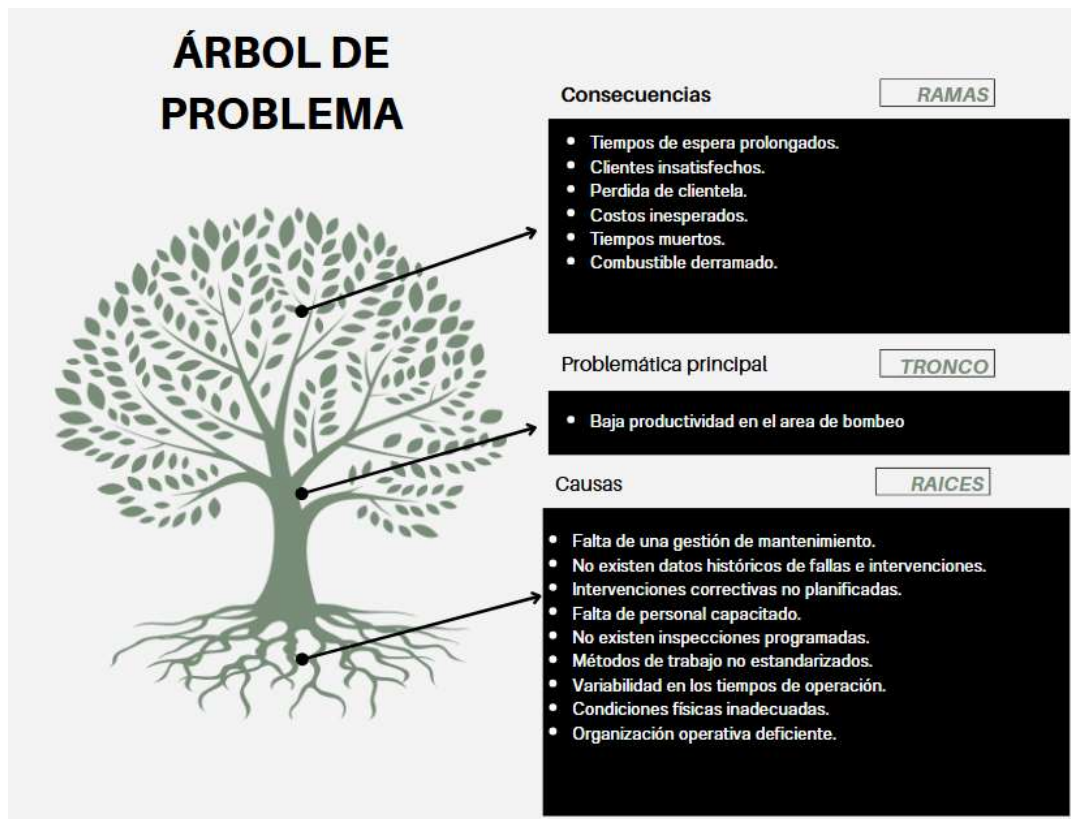 ÁRBOL DE
PROBLEMA
Consecuencias
RAMAS
• Tiempos de espera prolongados.
• Clientes insatisfechos.
• Perdida de clientela.
• Costos inesperados.
• Tiempos muertos.
• Combustible derramado.
Problemática principal
TRONCO
• Baja productividad en el area de bombeo
Causas
RAICES
• Falta de una gestión de mantenimiento.
• No existen datos históricos de fallas e intervenciones.
• Intervenciones correctivas no planificadas.
• Falta de personal capacitado.
• No existen inspecciones programadas.
• Métodos de trabajo no estandarizados.
• Variabilidad en los tiempos de operación.
• Condiciones físicas inadecuadas.
• Organización operativa deficiente.